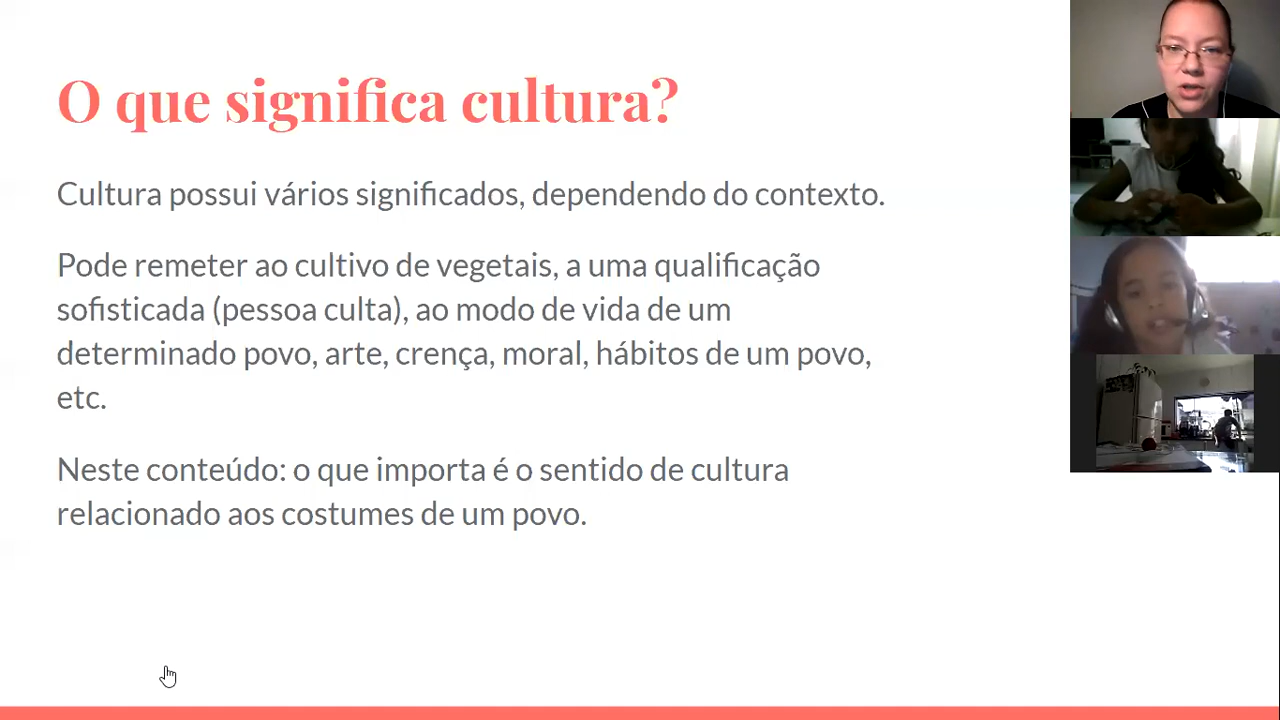 O que significa cultura?
Cultura possui vários significados, dependendo do contexto.
Pode remeter ao cultivo de vegetais, a uma qualificação
sofisticada (pessoa culta), ao modo de vida de um
determinado povo, arte, crença, moral, hábitos de um povo,
etc.
Neste conteúdo: o que importa é o sentido de cultura
relacionado aos costumes de um povo.